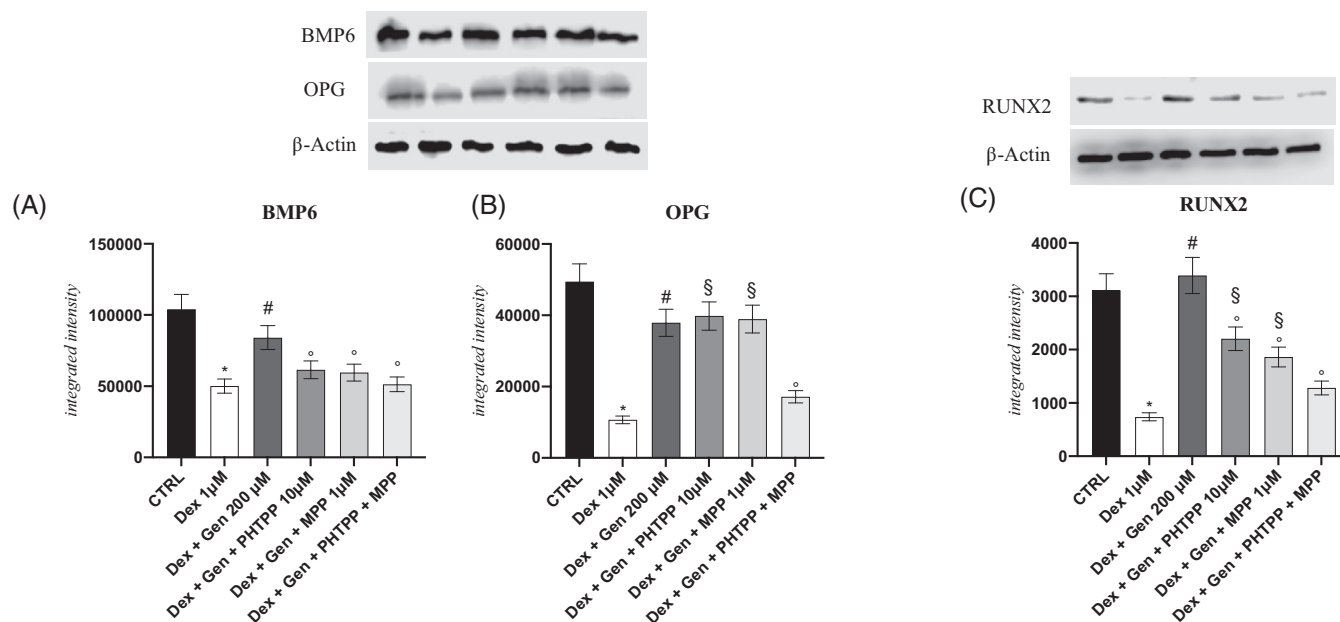 BMP6
OPG
β-Actin
RUNX2
β-Actin
(A)
BMP6
150000
100000
50000
0
integrated intensity
*
#
°
°
°
CTRL
Dex 1μM
Dex + Gen 200 μM
Dex + Gen + PHTPP 10μM
Dex + Gen + MPP 1μM
Dex + Gen + PHTPP + MPP
(B)
OPG
60000
40000
20000
0
integrated intensity
*
#
§
§
°
CTRL
Dex 1μM
Dex + Gen 200 μM
Dex + Gen + PHTPP 10μM
Dex + Gen + MPP 1μM
Dex + Gen + PHTPP + MPP
(C)
RUNX2
4000
3000
2000
1000
0
integrated intensity
*
#
§
°
§
°
°
CTRL
Dex 1μM
Dex + Gen 200 μM
Dex + Gen + PHTPP 10μM
Dex + Gen + MPP 1μM
Dex + Gen + PHTPP + MPP